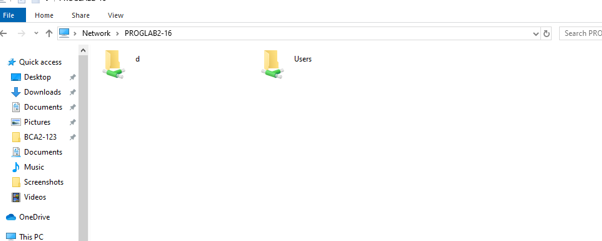 File Home Share View
Network PROGLAB2-16
Search PRO
Quick access
Desktop
Downloads
Documents
Pictures
BCA2-123
Documents
Music
Screenshots
Videos
OneDrive
This PC
d
Users